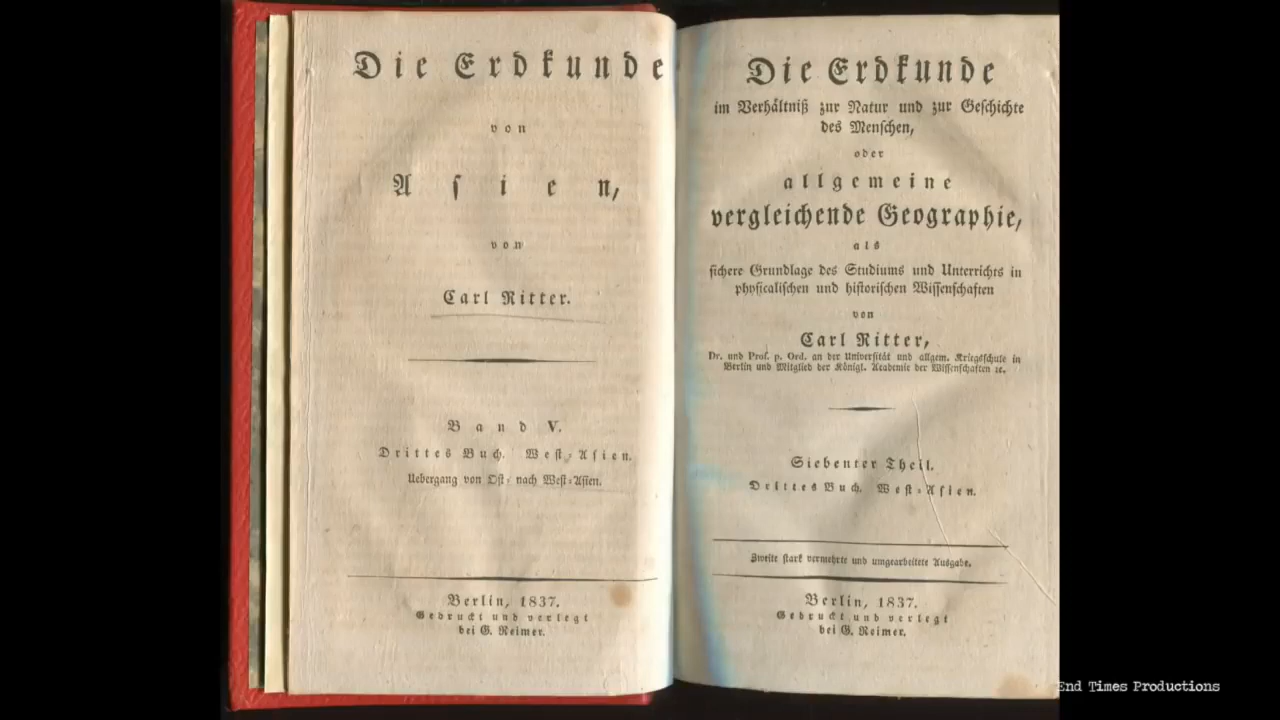 Die Erdkunde
von
Asien,
von
Carl Ritter.
Band V.
Drittes Buch. West-Asien.
Uebergang von Ost- nach West-Asien.
Berlin, 1837.
Gedruckt und verlegt
bei G. Reimer.
Die Erdkunde
im Verhältniß zur Natur und zur Geschichte
des Menschen,
oder
allgemeine
vergleichende Geographie,
als
sichere Grundlage des Studiums und Unterrichts in
physicalischen und historischen Wissenschaften
von
Carl Ritter,
Dr. und Prof. p. Ord. an der Universität und allgem. Kriegsschule in
Berlin und Mitglied der Königl. Academie der Wissenschaften ꝛc.
Siebenter Theil.
Drittes Buch. West-Asien.
Zweite stark vermehrte und umgearbeitete Ausgabe.
Berlin, 1837.
Gedruckt und verlegt
bei G. Reimer.
End Times Productions